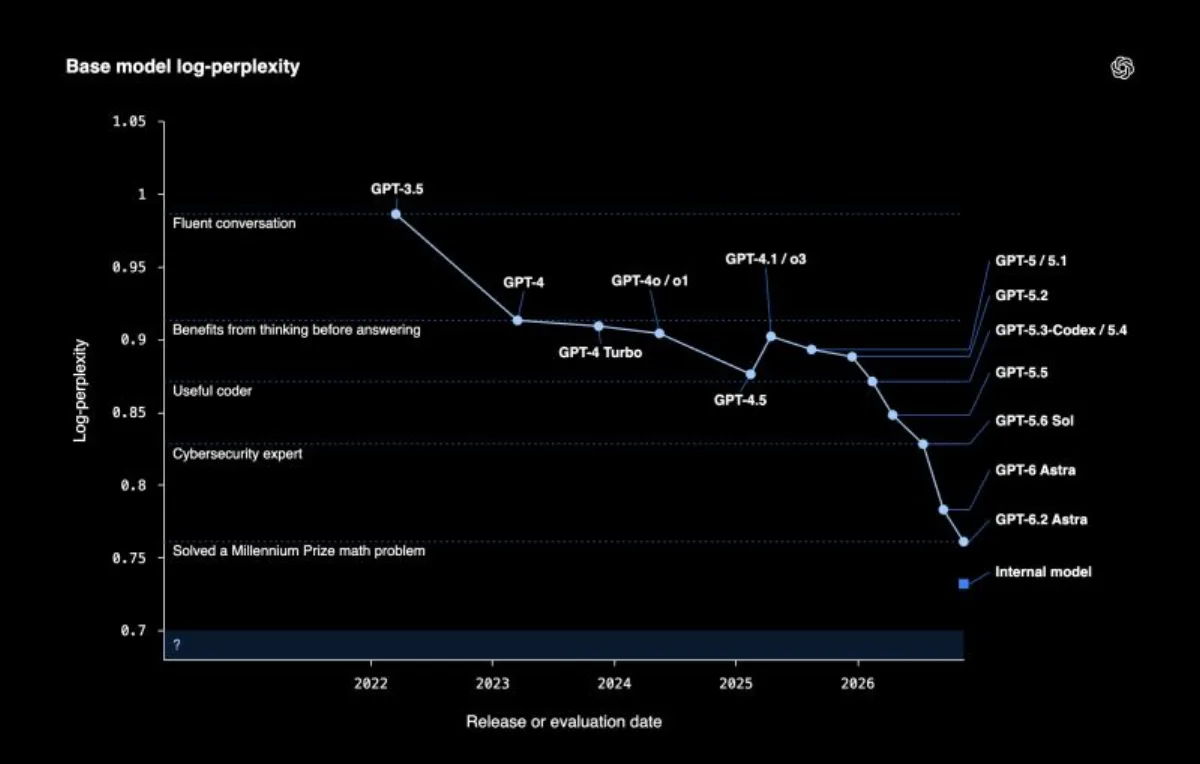 Base model log-perplexity
1.05
1
0.95
0.9
0.85
0.8
0.75
0.7
Log-perplexity
GPT-3.5
Fluent conversation
GPT-4
GPT-4o / o1
GPT-4.1 / o3
GPT-5 / 5.1
GPT-5.2
Benefits from thinking before answering
GPT-5.3-Codex / 5.4
GPT-4 Turbo
GPT-5.5
Useful coder
GPT-4.5
GPT-5.6 Sol
Cybersecurity expert
GPT-6 Astra
GPT-6.2 Astra
Solved a Millennium Prize math problem
Internal model
?
2022
2023
2024
2025
2026
Release or evaluation date